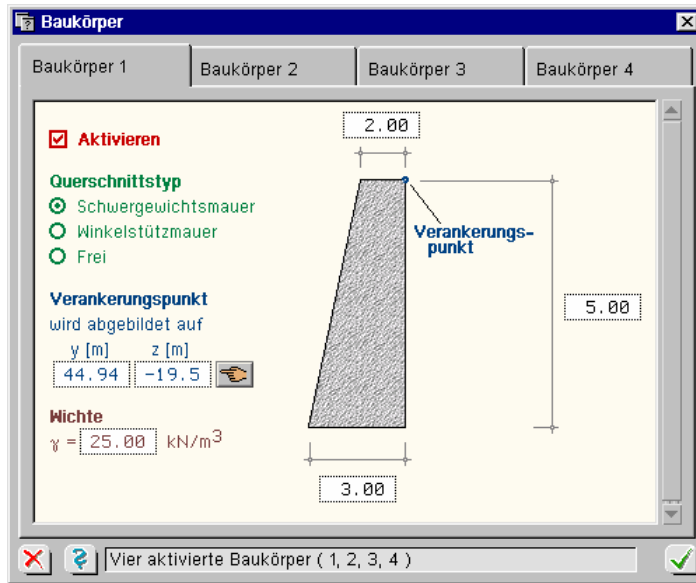 Baukörper
Baukörper 1
Baukörper 2
Baukörper 3
Baukörper 4
Aktivieren
2.00
Querschnittstyp
Schwergewichtsmauer
Winkelstützmauer
Frei
Verankerungs-
punkt
Verankerungspunkt
wird abgebildet auf
y [m] z [m]
44.94 -19.5
5.00
Wichte
γ = 25.00 kN/m³
3.00
Vier aktivierte Baukörper ( 1, 2, 3, 4 )